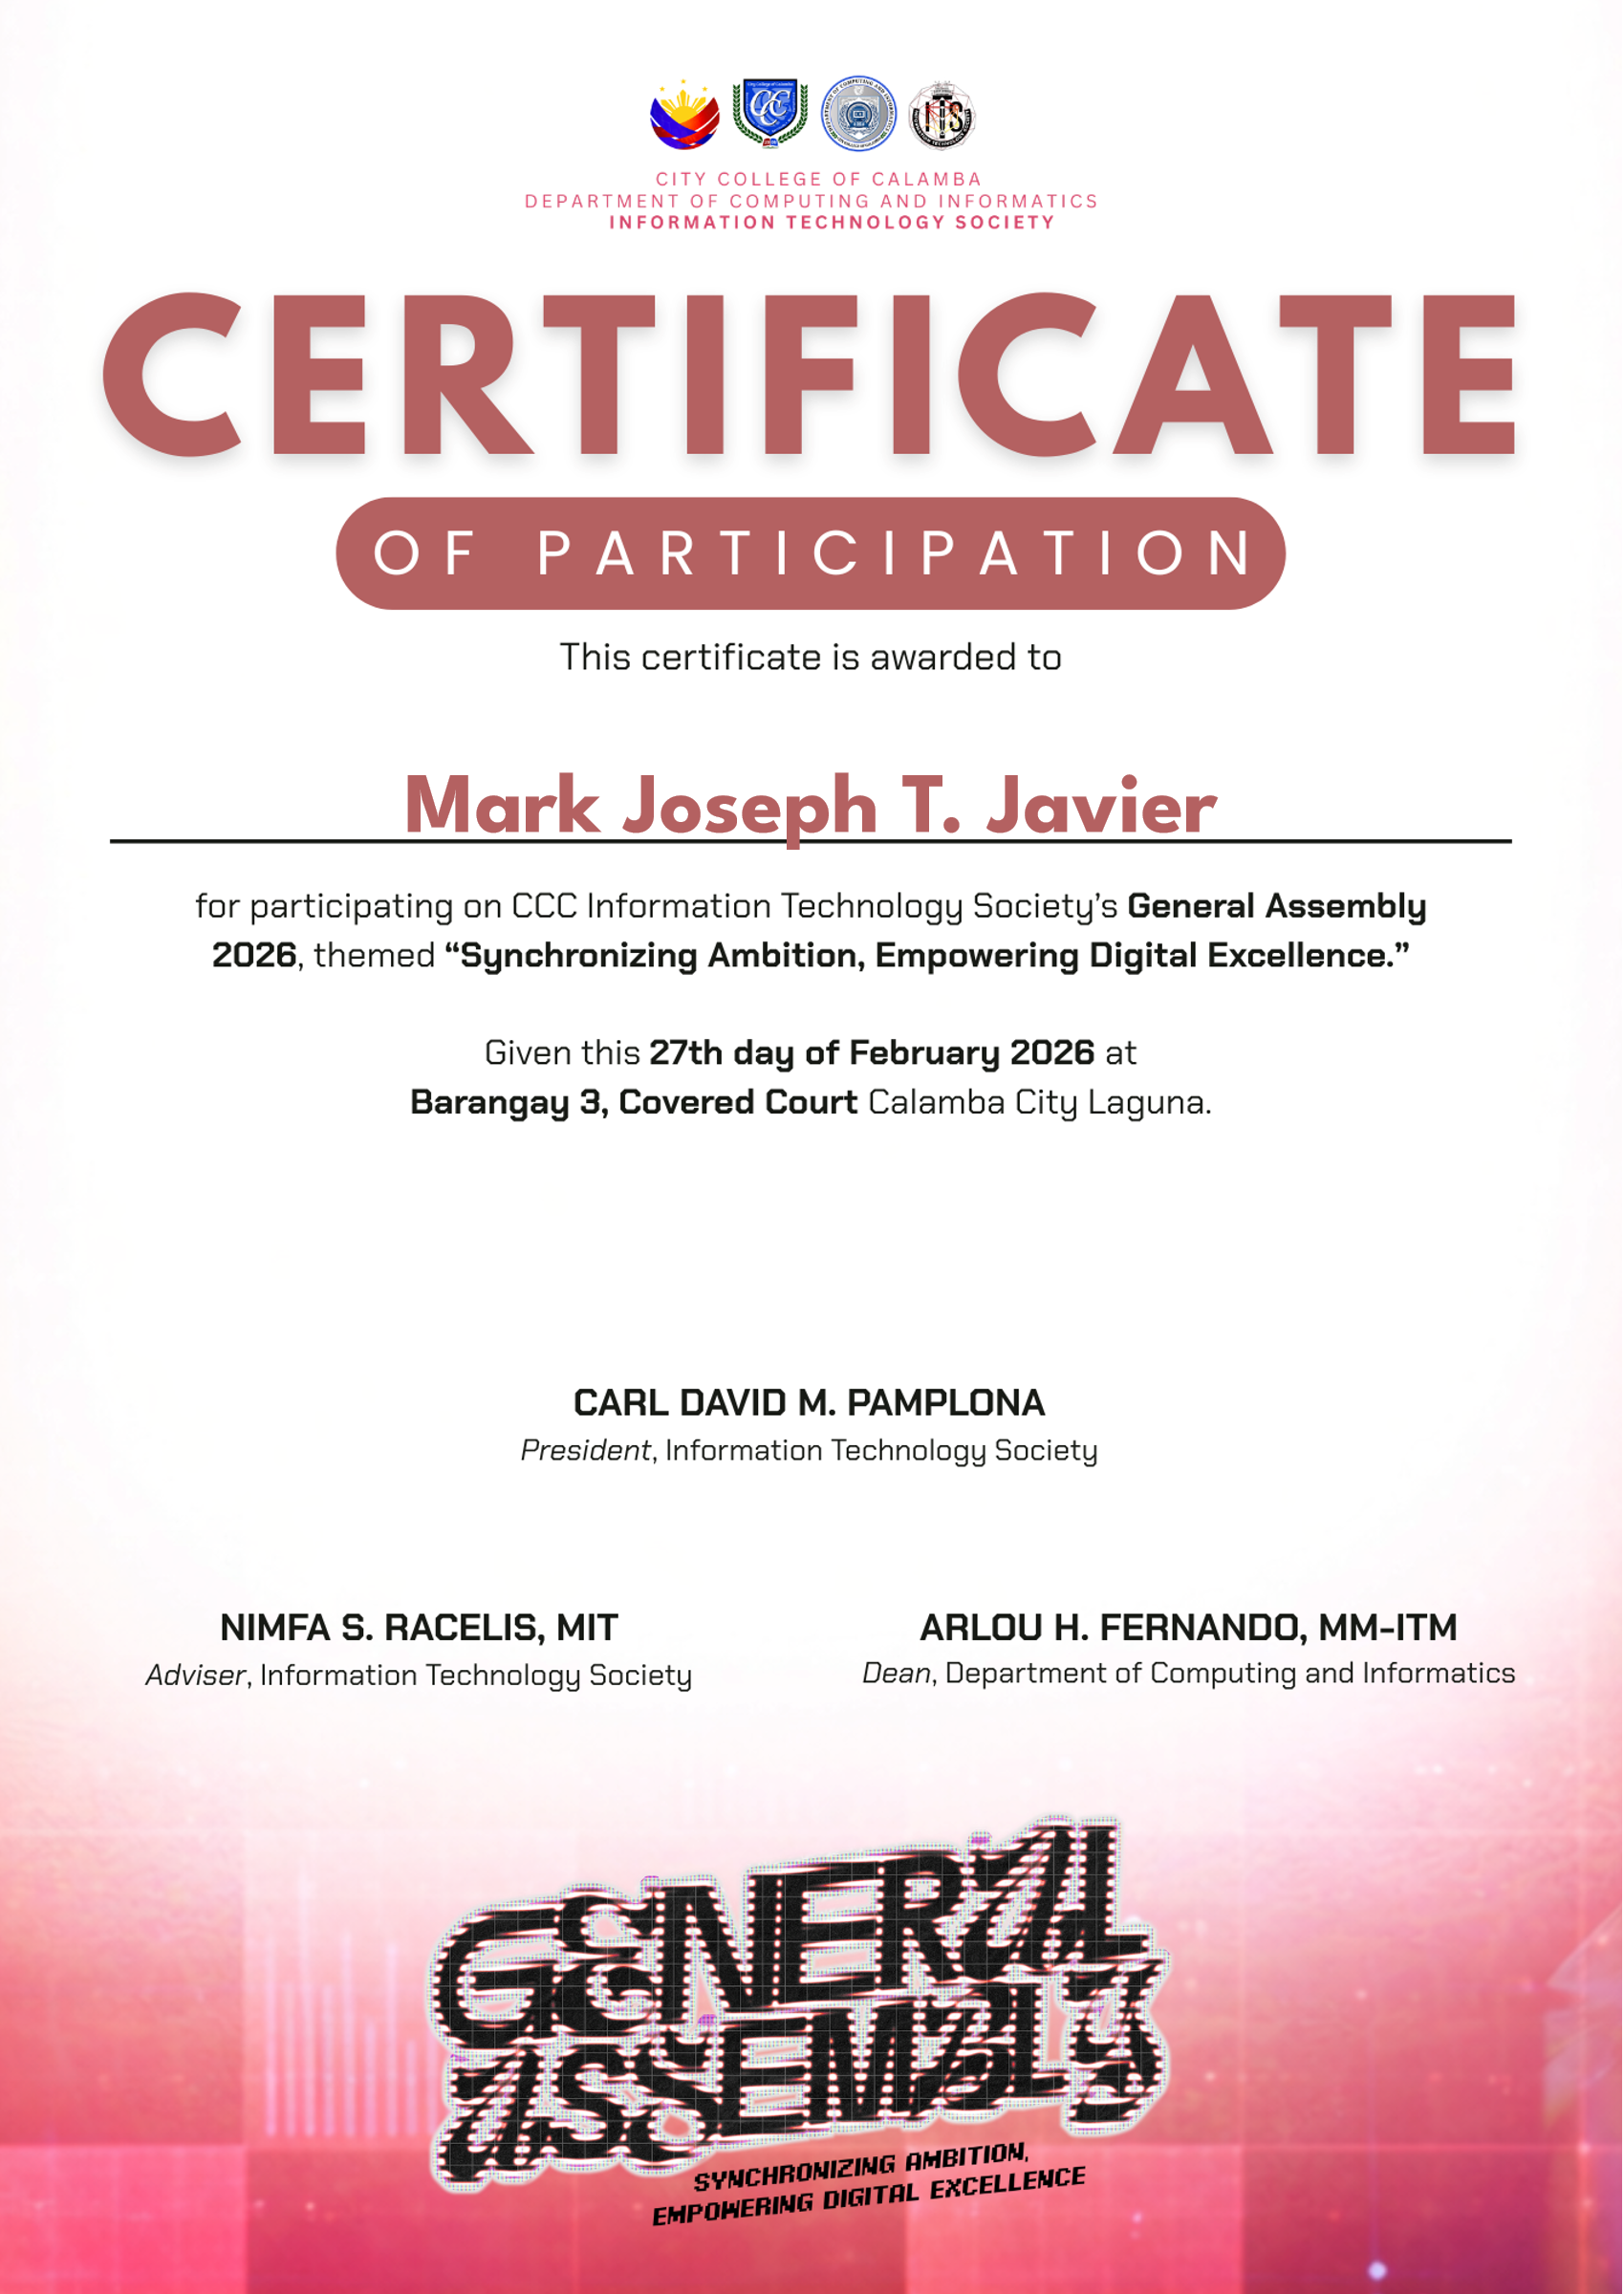 CITY COLLEGE OF CALAMBA
DEPARTMENT OF COMPUTING AND INFORMATICS
INFORMATION TECHNOLOGY SOCIETY
CERTIFICATE
OF PARTICIPATION
This certificate is awarded to
Mark Joseph T. Javier
for participating on CCC Information Technology Society’s General Assembly
2026, themed “Synchronizing Ambition, Empowering Digital Excellence.”
Given this 27th day of February 2026 at
Barangay 3, Covered Court Calamba City Laguna.
CARL DAVID M. PAMPLONA
President, Information Technology Society
NIMFA S. RACELIS, MIT
Adviser, Information Technology Society
ARLOU H. FERNANDO, MM-ITM
Dean, Department of Computing and Informatics
GENERAL
ASSEMBLY
SYNCHRONIZING AMBITION,
EMPOWERING DIGITAL EXCELLENCE